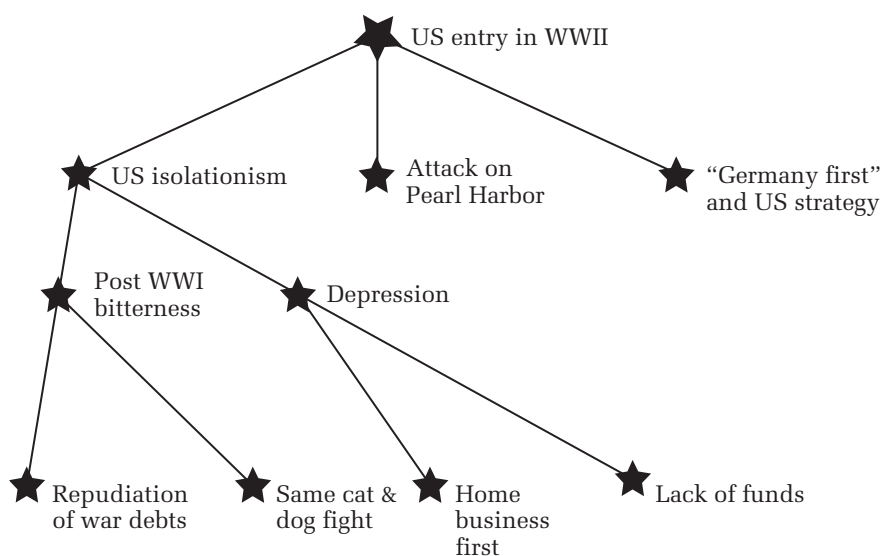 US entry in WWII
US isolationism
Attack on
Pearl Harbor
“Germany first”
and US strategy
Post WWI
bitterness
Depression
Repudiation
of war debts
Same cat &
dog fight
Home
business
first
Lack of funds